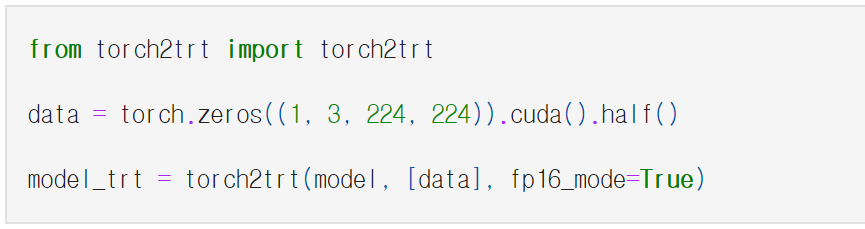 from torch2trt import torch2trt
data = torch.zeros((1, 3, 224, 224)).cuda().half()
model_trt = torch2trt(model, [data], fp16_mode=True)